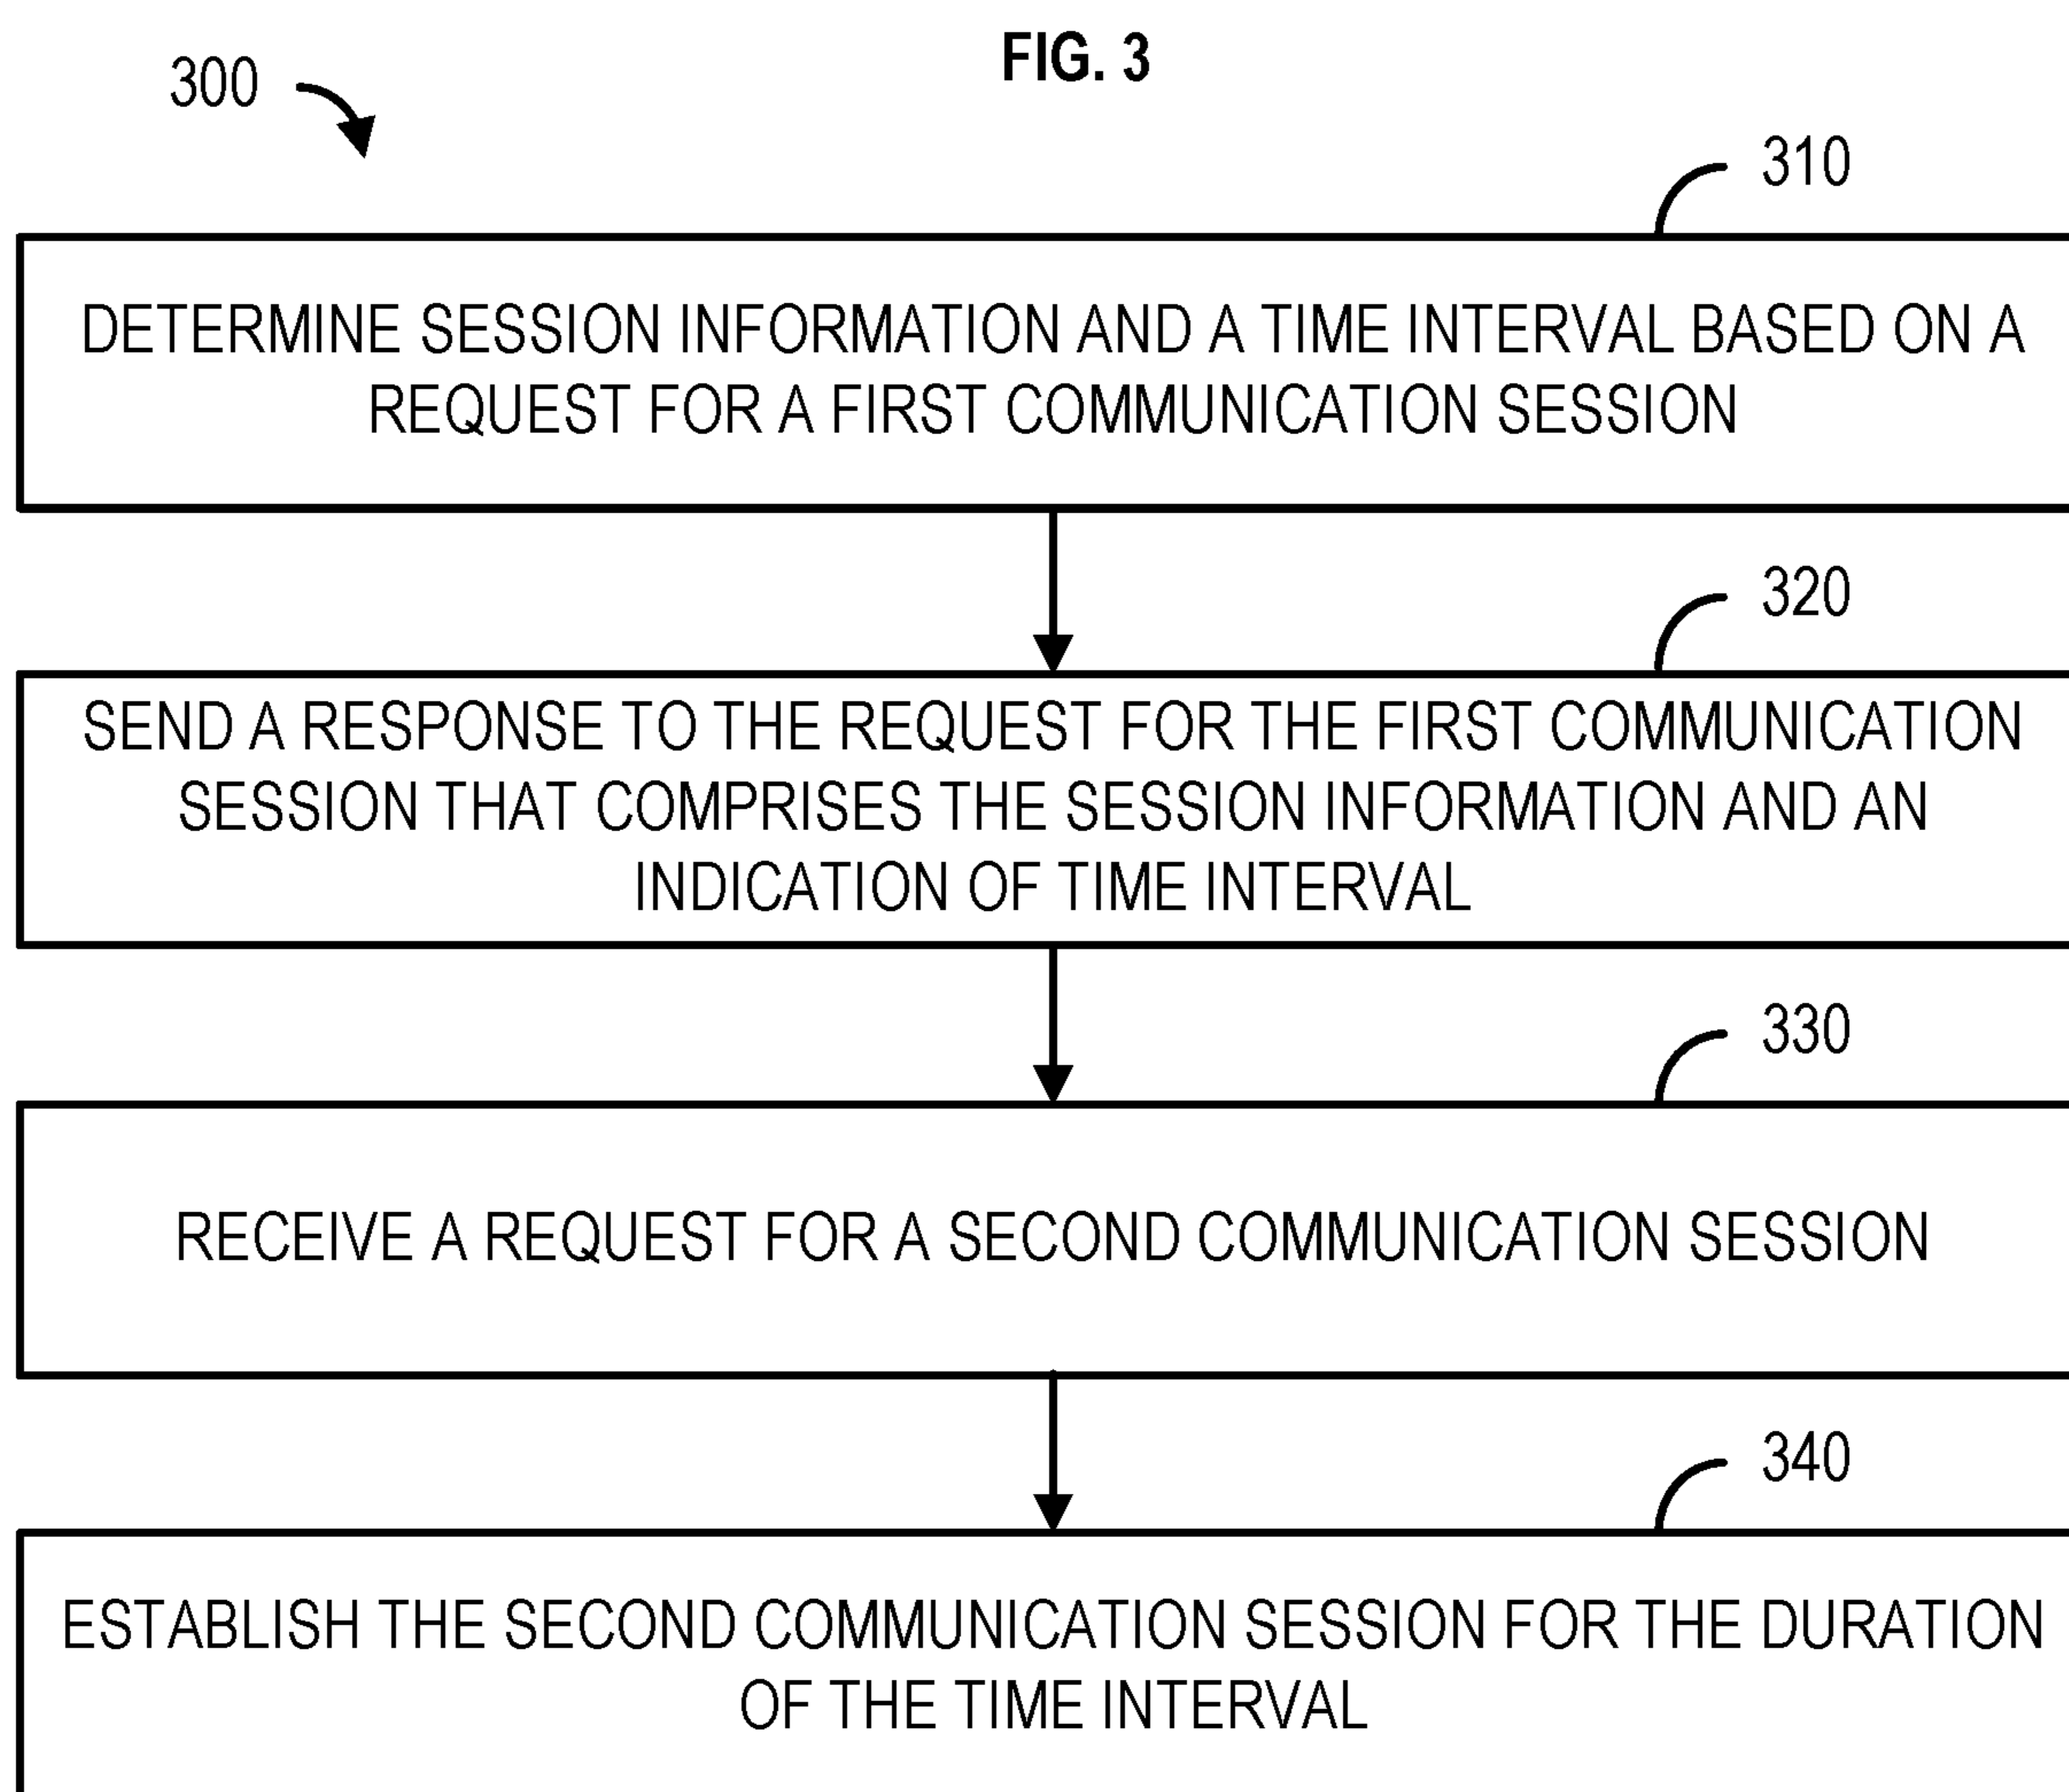 FIG. 3
300
310
DETERMINE SESSION INFORMATION AND A TIME INTERVAL BASED ON A
REQUEST FOR A FIRST COMMUNICATION SESSION
320
SEND A RESPONSE TO THE REQUEST FOR THE FIRST COMMUNICATION
SESSION THAT COMPRISES THE SESSION INFORMATION AND AN
INDICATION OF TIME INTERVAL
330
RECEIVE A REQUEST FOR A SECOND COMMUNICATION SESSION
340
ESTABLISH THE SECOND COMMUNICATION SESSION FOR THE DURATION
OF THE TIME INTERVAL